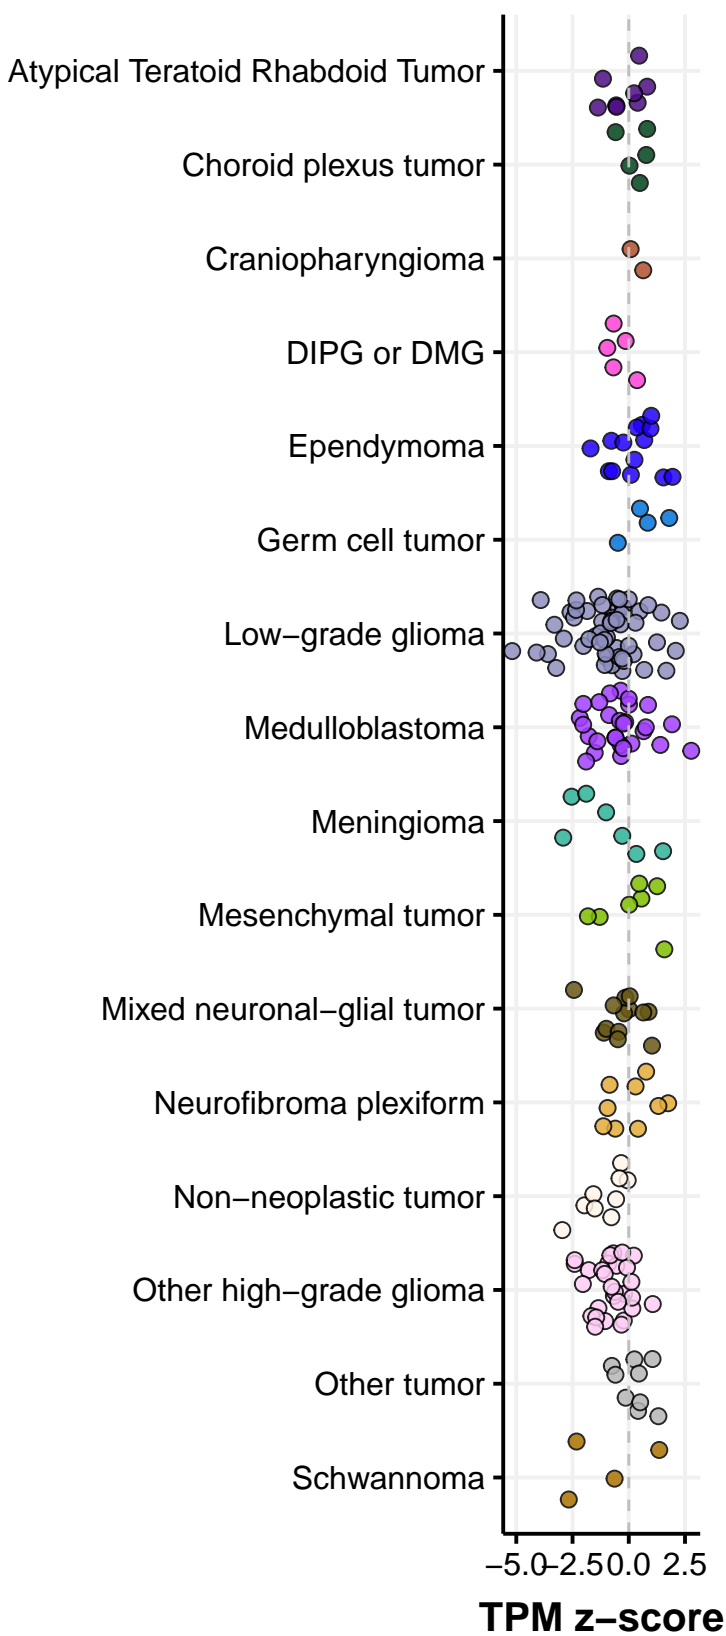 Atypical Teratoid Rhabdoid Tumor
Choroid plexus tumor
Craniopharyngioma
DIPG or DMG
Ependymoma
Germ cell tumor
Low−grade glioma
Medulloblastoma
Meningioma
Mesenchymal tumor
Mixed neuronal−glial tumor
Neurofibroma plexiform
Non−neoplastic tumor
Other high−grade glioma
Other tumor
Schwannoma
−5.0 −2.5 0.0 2.5
TPM z−score